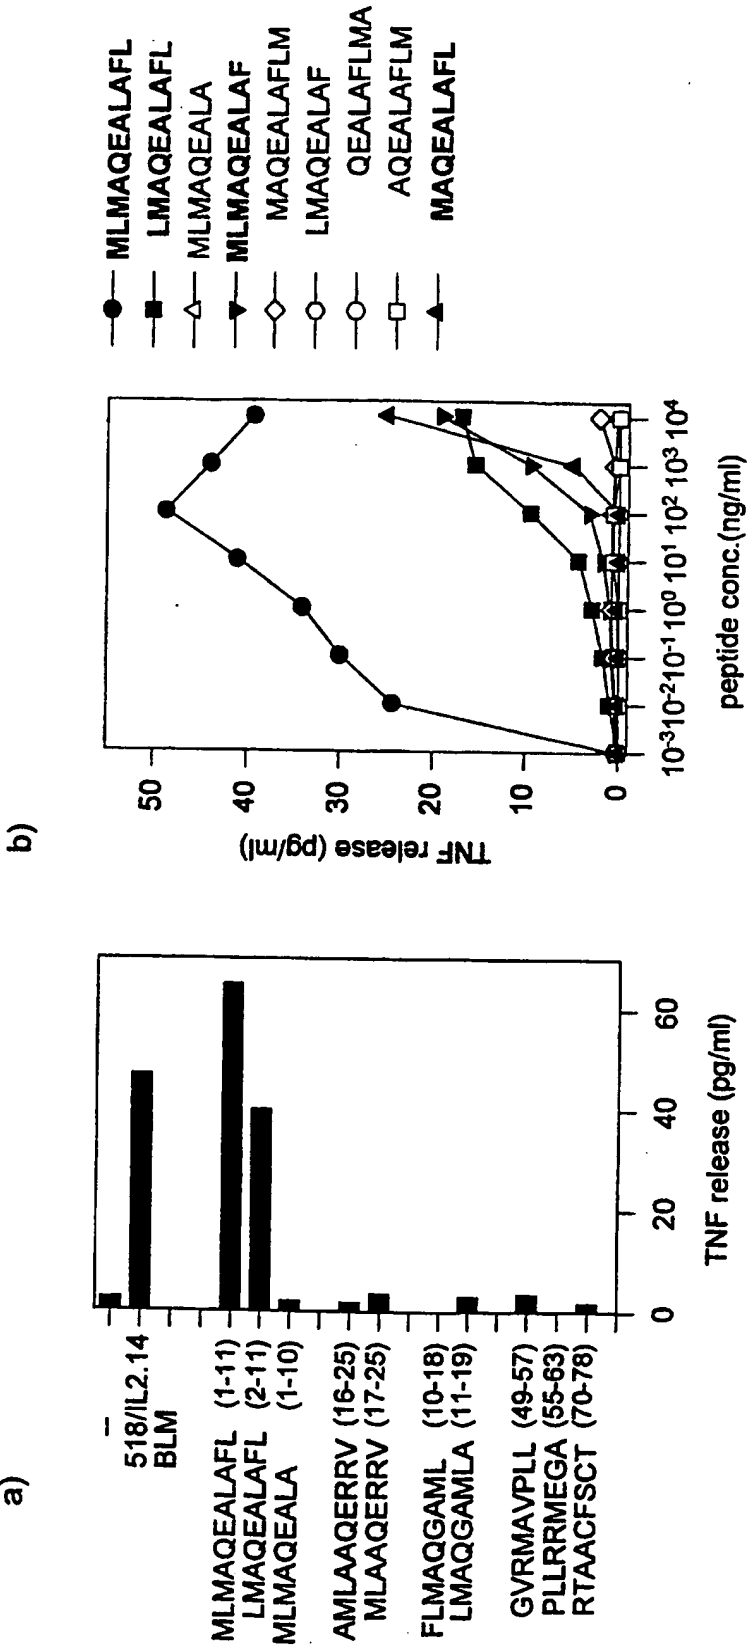 a)
–
518/IL2.14
BLM
MLMAQEALAFL (1-11)
LMAQEALAFL (2-11)
MLMAQEALA (1-10)
AMLAAQERRV (16-25)
MLAAQERRV (17-25)
FLMAQGAML (10-18)
LMAQGAMLA (11-19)
GVRMAVPLL (49-57)
PLLRRMEGA (55-63)
RTAACFSCT (70-78)
0 20 40 60
TNF release (pg/ml)
b)
TNF release (pg/ml)
50
40
30
20
10
0
10-3 10-2 10-1 100 101 102 103 104
peptide conc.(ng/ml)
MLMAQEALAFL
LMAQEALAFL
MLMAQEALA
MLMAQEALAF
MAQEALAFLM
LMAQEALAF
QEALAFLMA
AQEALAFLM
MAQEALAFL